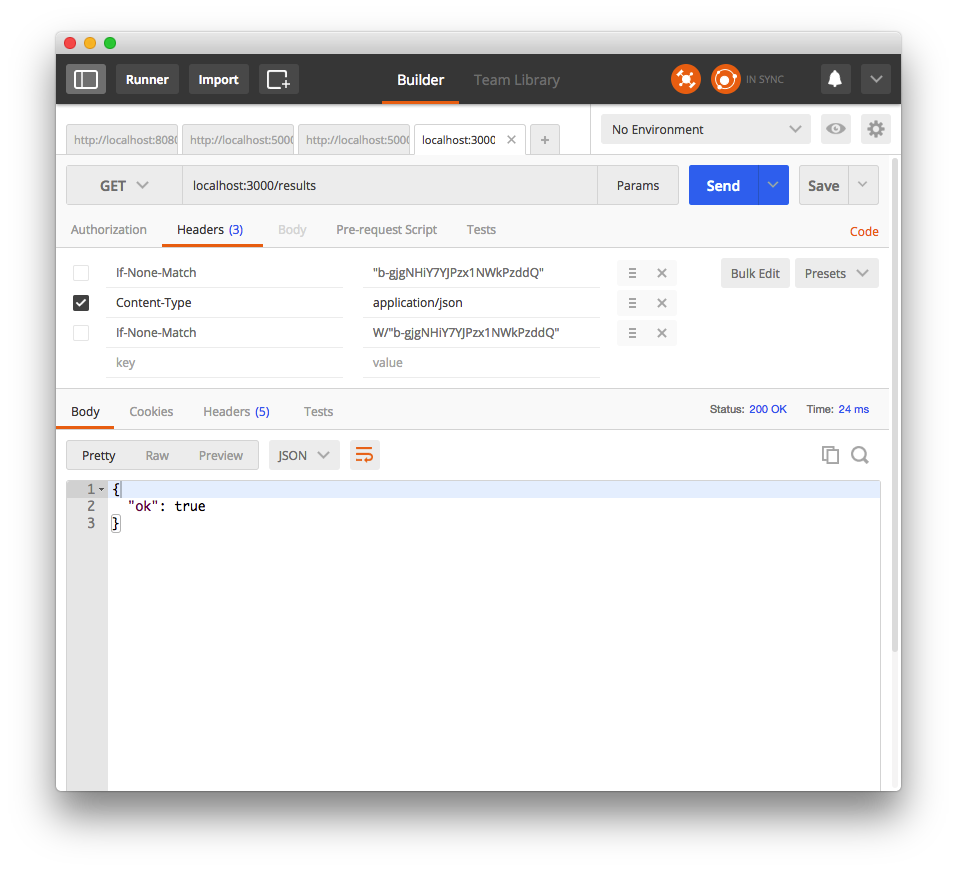 Runner Import Builder Team Library IN SYNC
http://localhost:8080 http://localhost:5000 http://localhost:5000 localhost:3000 No Environment
GET localhost:3000/results Params Send Save
Authorization Headers (3) Body Pre-request Script Tests Code
If-None-Match "b-gjgNHiY7YJPzx1NWkPzddQ" Bulk Edit Presets
Content-Type application/json
If-None-Match W/"b-gjgNHiY7YJPzx1NWkPzddQ"
key value
Body Cookies Headers (5) Tests Status: 200 OK Time: 24 ms
Pretty Raw Preview JSON
1 {
2 "ok": true
3 }